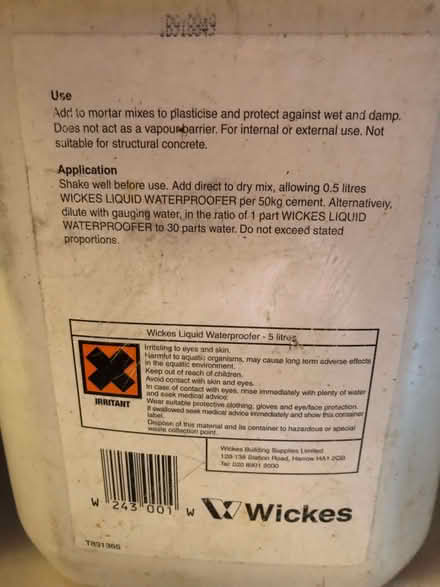 Use
Add to mortar mixes to plasticise and protect against wet and damp.
Does not act as a vapour barrier. For internal or external use. Not
suitable for structural concrete.
Application
Shake well before use. Add direct to dry mix, allowing 0.5 litres
WICKES LIQUID WATERPROOFER per 50kg cement. Alternatively,
dilute with gauging water, in the ratio of 1 part WICKES LIQUID
WATERPROOFER to 30 parts water. Do not exceed stated
proportions.
Wickes Liquid Waterproofer - 5 litres
Irritating to eyes and skin.
Harmful to aquatic organisms, may cause long term adverse effects
in the aquatic environment.
Keep out of reach of children.
Avoid contact with skin and eyes.
In case of contact with eyes, rinse immediately with plenty of water
and seek medical advice.
Wear suitable protective clothing, gloves and eye/face protection.
If swallowed seek medical advice immediately and show this container
label.
Dispose of this material and its container to hazardous or special
waste collection point.
IRRITANT
Wickes Building Supplies Limited
120-138 Station Road, Harrow HA1 2QB
Tel: 020 8901 2000
W 243 001 W
Wickes